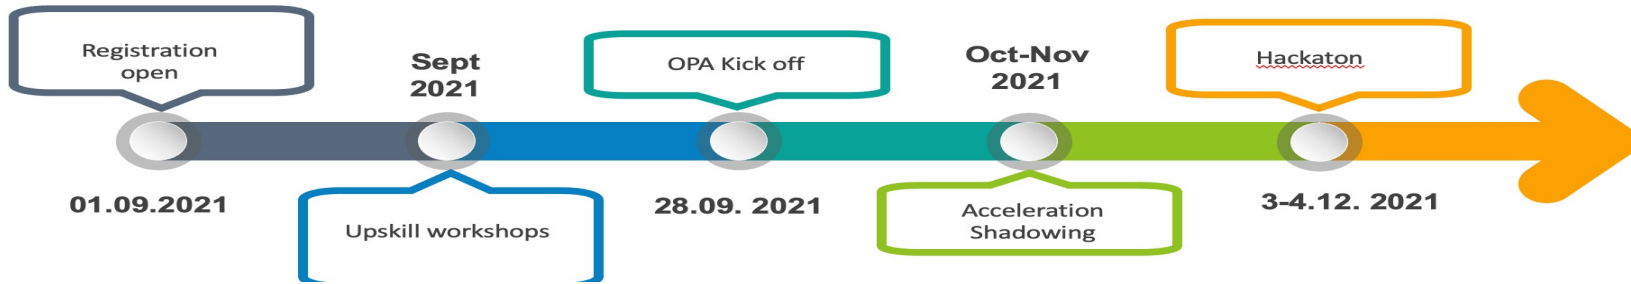 Registration
open
01.09.2021
Sept
2021
Upskill workshops
OPA Kick off
28.09. 2021
Oct-Nov
2021
Acceleration
Shadowing
Hackaton
3-4.12. 2021